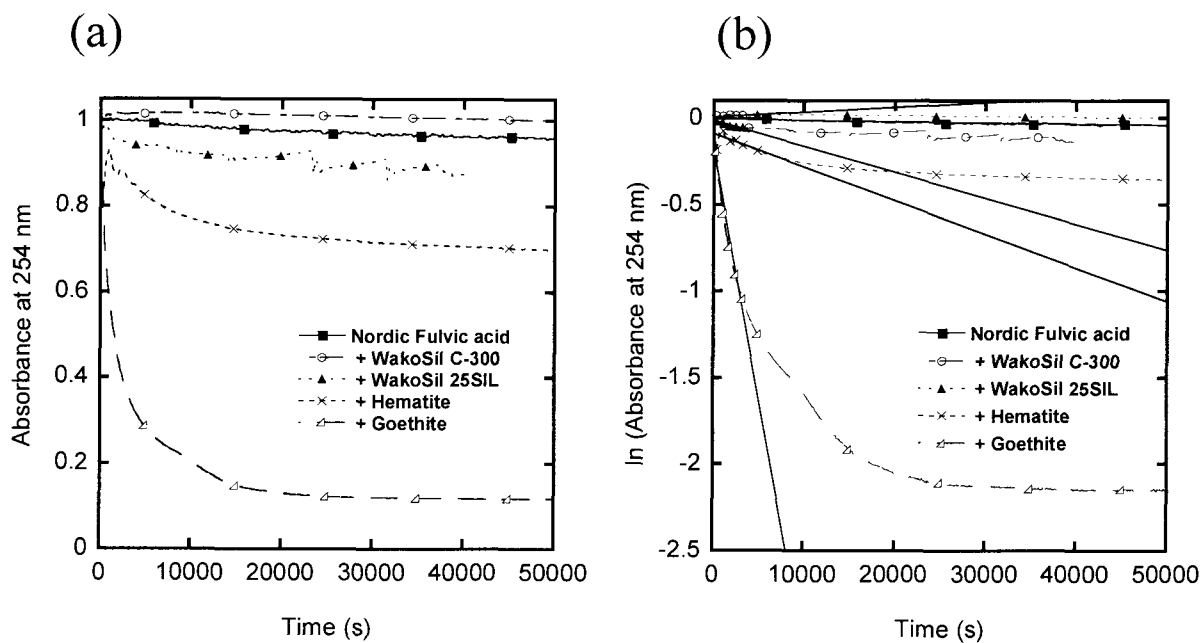 (a)
Absorbance at 254 nm
1
0.8
0.6
0.4
0.2
0
0 10000 20000 30000 40000 50000
Time (s)
Nordic Fulvic acid
+ WakoSil C-300
+ WakoSil 25SIL
+ Hematite
+ Goethite
(b)
ln (Absorbance at 254 nm)
0
-0.5
-1
-1.5
-2
-2.5
0 10000 20000 30000 40000 50000
Time (s)
Nordic Fulvic acid
+ WakoSil C-300
+ WakoSil 25SIL
+ Hematite
+ Goethite